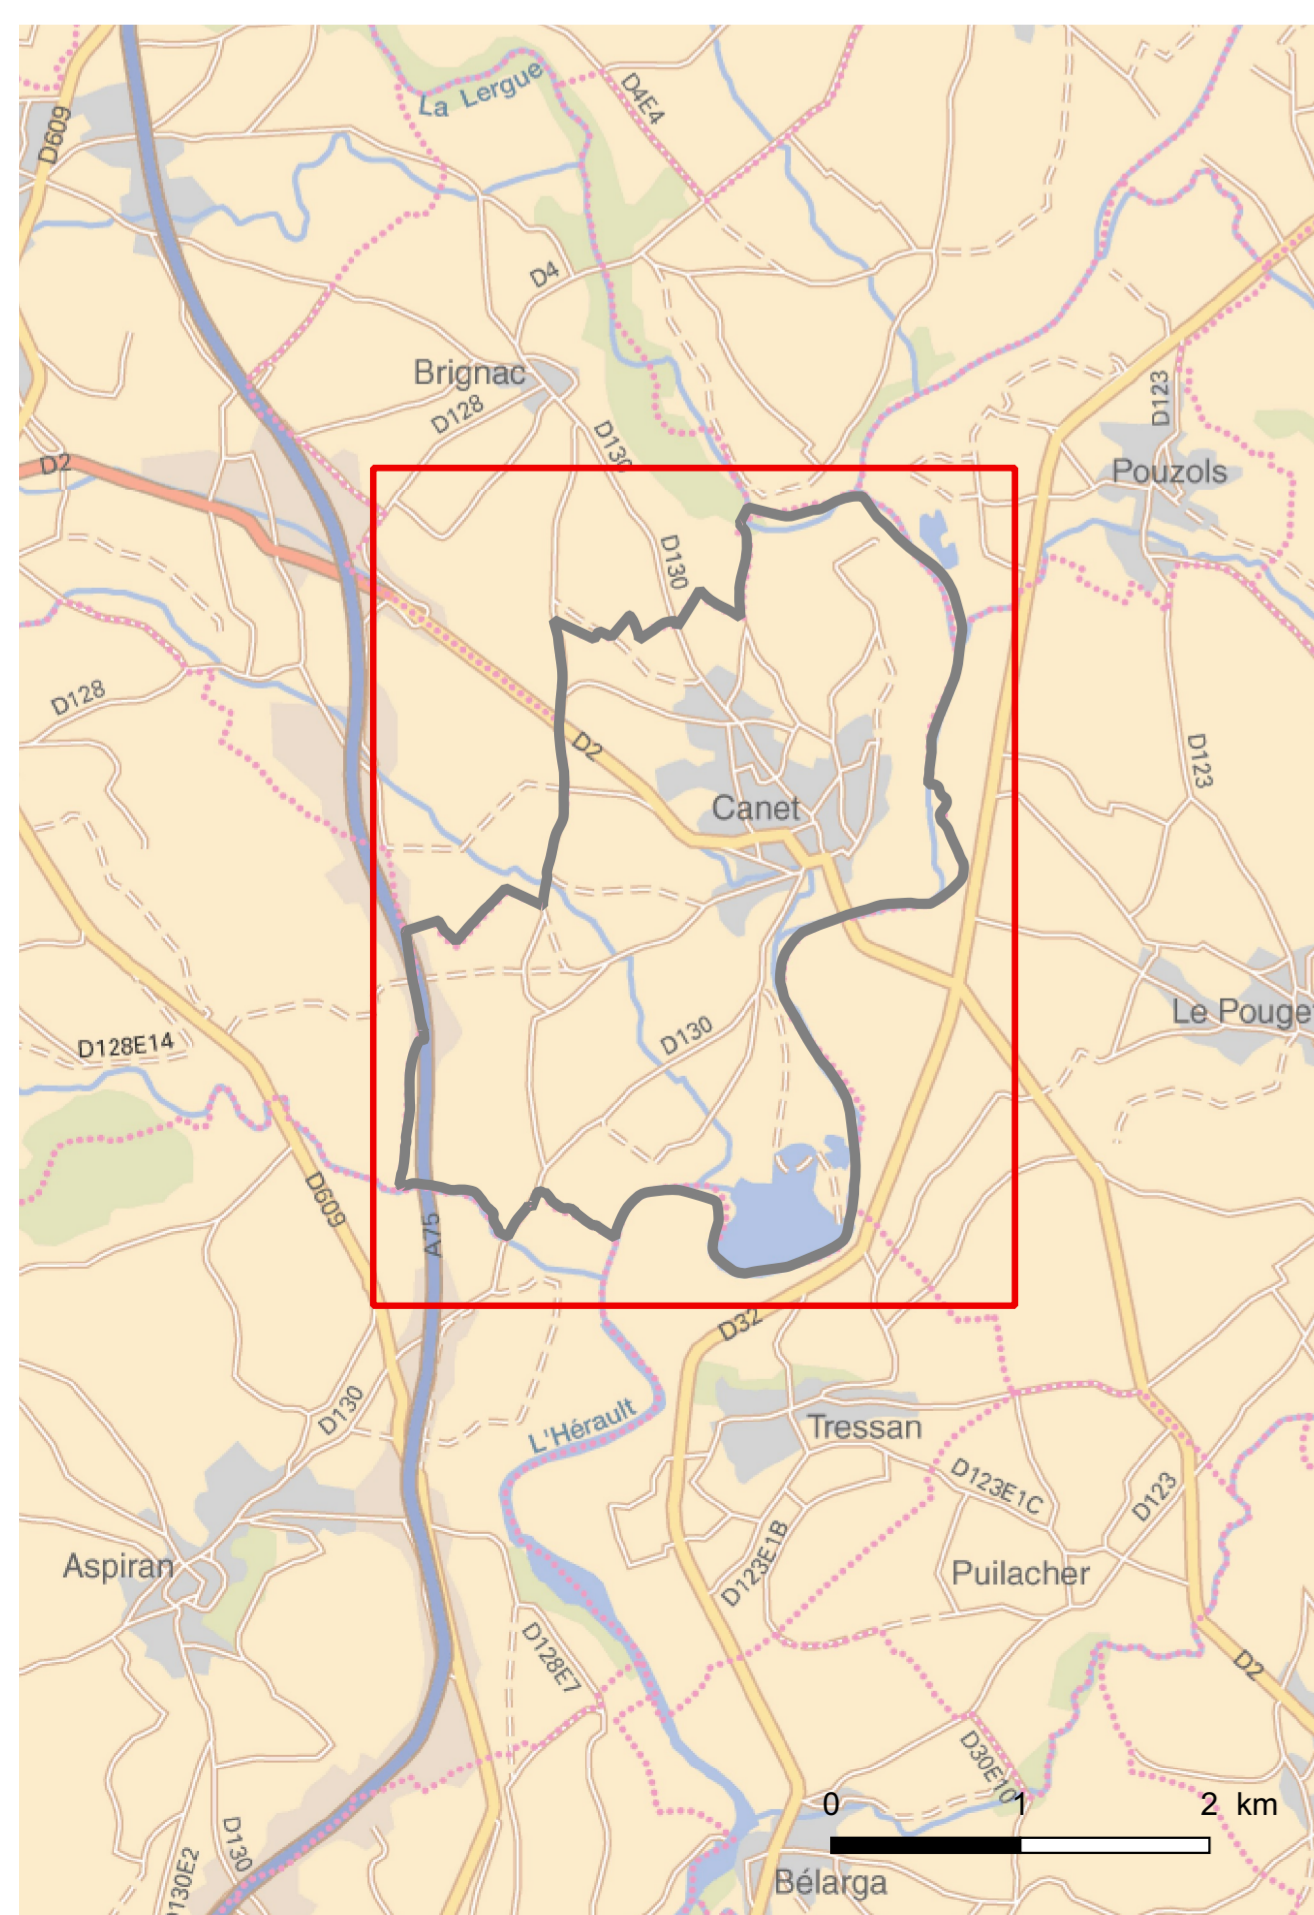 La Lergue
D4E4
D609
D4
Brignac
D128
D123
D130
D2
Pouzols
D130
D128
D2
D123
Canet
Le Pouge
D130
D128E14
D609
A75
D32
D130
L'Hérault
Tressan
D123E1C
D123
Aspiran
D123E1B
Puilacher
D128E7
D2
D30E10
0 1 2 km
D130
D130E2
Bélarga